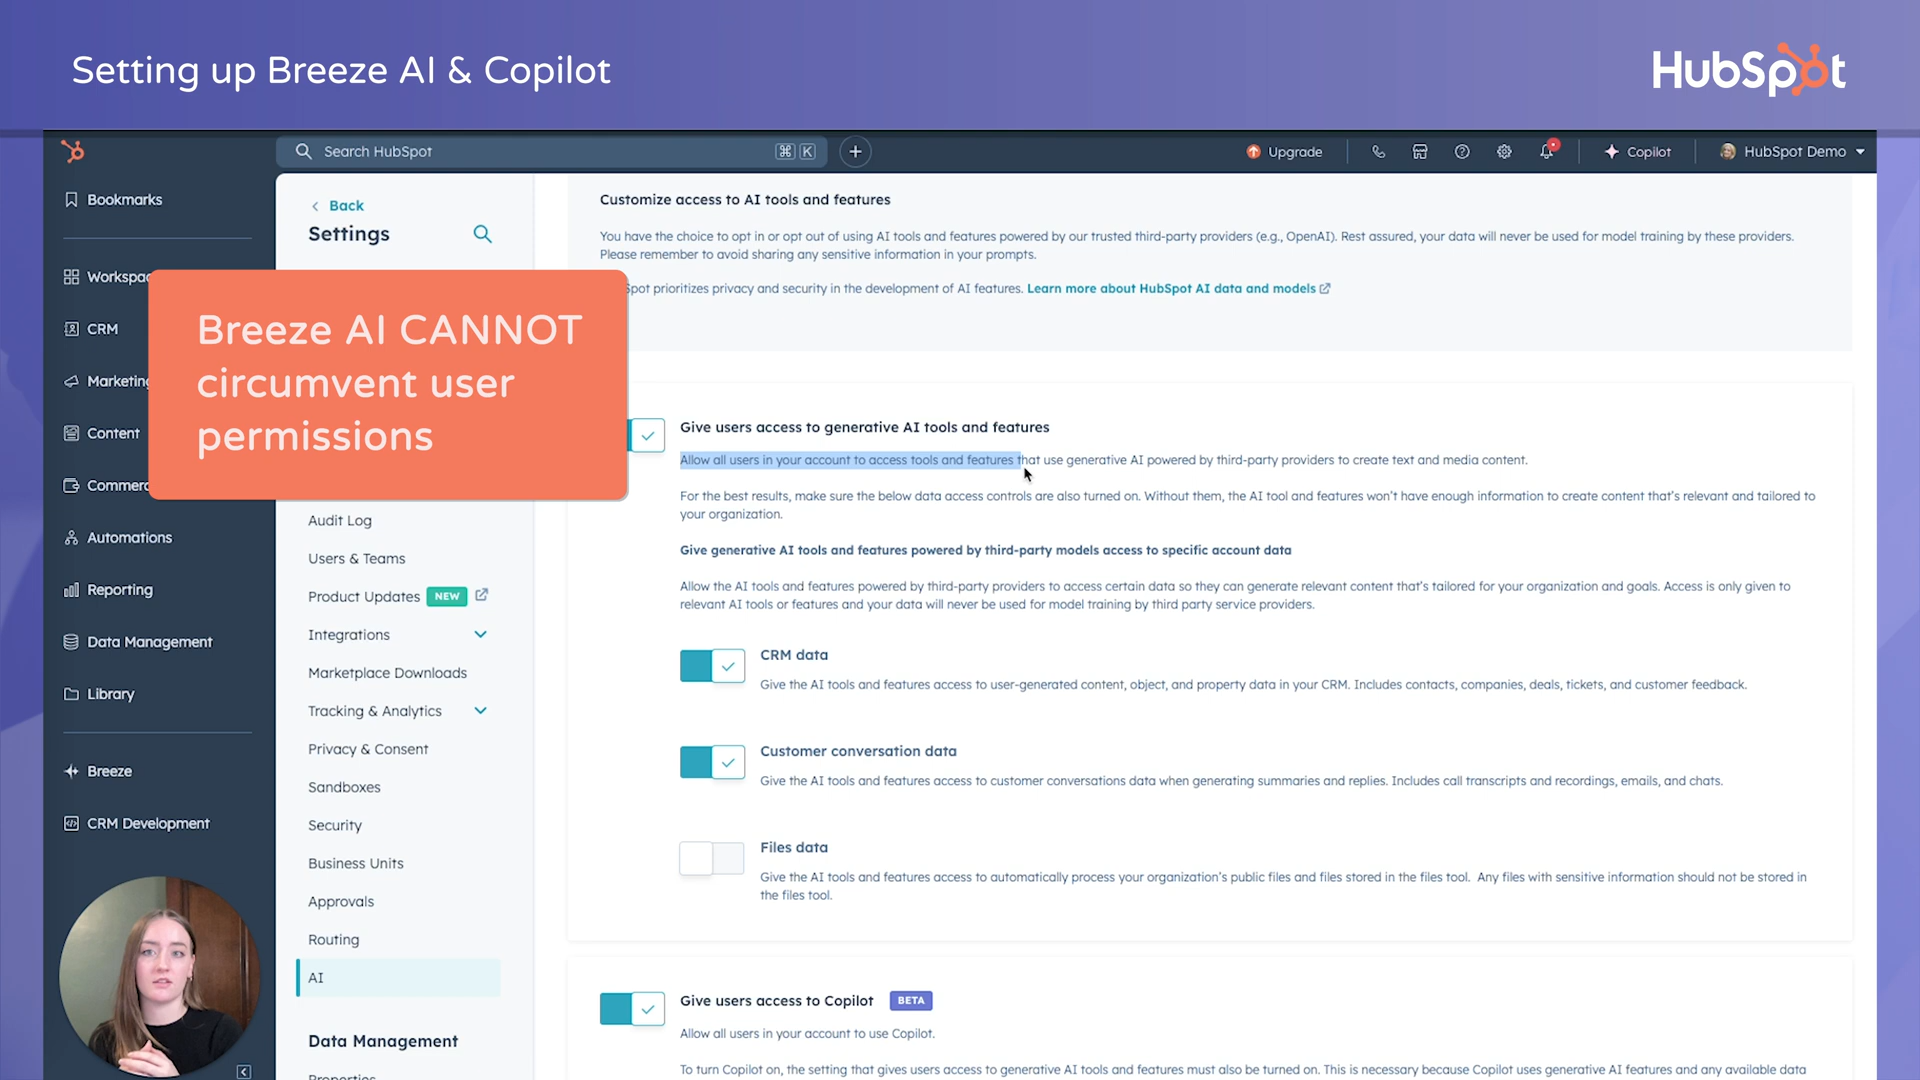 Setting up Breeze AI & Copilot
HubSpot
Search HubSpot
⌘ K
Upgrade
Copilot
HubSpot Demo
Bookmarks
Workspac
CRM
Marketing
Content
Commerc
Automations
Reporting
Data Management
Library
Breeze
CRM Development
Breeze AI CANNOT
circumvent user
permissions
Back
Settings
Audit Log
Users & Teams
Product Updates NEW
Integrations
Marketplace Downloads
Tracking & Analytics
Privacy & Consent
Sandboxes
Security
Business Units
Approvals
Routing
AI
Data Management
Properties
Customize access to AI tools and features
You have the choice to opt in or opt out of using AI tools and features powered by our trusted third-party providers (e.g., OpenAI). Rest assured, your data will never be used for model training by these providers.
Please remember to avoid sharing any sensitive information in your prompts.
Spot prioritizes privacy and security in the development of AI features. Learn more about HubSpot AI data and models
Give users access to generative AI tools and features
Allow all users in your account to access tools and features that use generative AI powered by third-party providers to create text and media content.
For the best results, make sure the below data access controls are also turned on. Without them, the AI tool and features won't have enough information to create content that's relevant and tailored to
your organization.
Give generative AI tools and features powered by third-party models access to specific account data
Allow the AI tools and features powered by third-party providers to access certain data so they can generate relevant content that's tailored for your organization and goals. Access is only given to
relevant AI tools or features and your data will never be used for model training by third party service providers.
CRM data
Give the AI tools and features access to user-generated content, object, and property data in your CRM. Includes contacts, companies, deals, tickets, and customer feedback.
Customer conversation data
Give the AI tools and features access to customer conversations data when generating summaries and replies. Includes call transcripts and recordings, emails, and chats.
Files data
Give the AI tools and features access to automatically process your organization's public files and files stored in the files tool. Any files with sensitive information should not be stored in
the files tool.
Give users access to Copilot BETA
Allow all users in your account to use Copilot.
To turn Copilot on, the setting that gives users access to generative AI tools and features must also be turned on. This is necessary because Copilot uses generative AI features and any available data